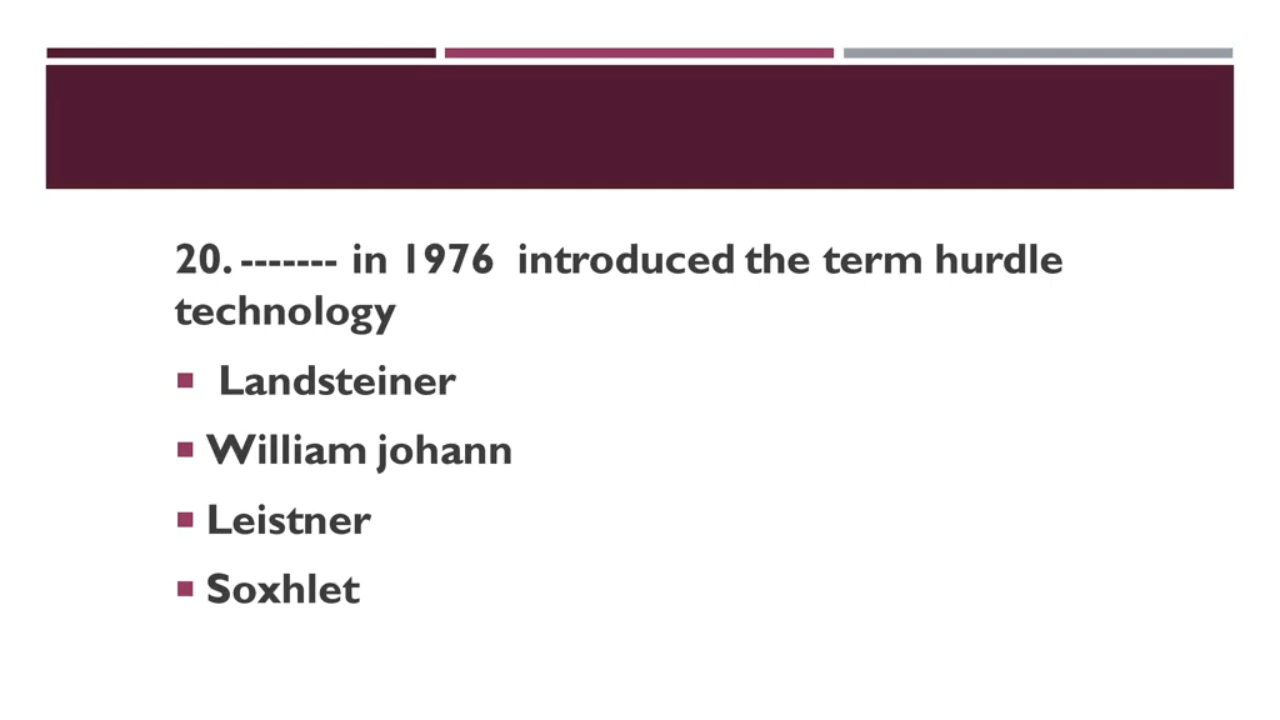 20. ------- in 1976  introduced the term hurdle
technology
Landsteiner
William johann
Leistner
Soxhlet